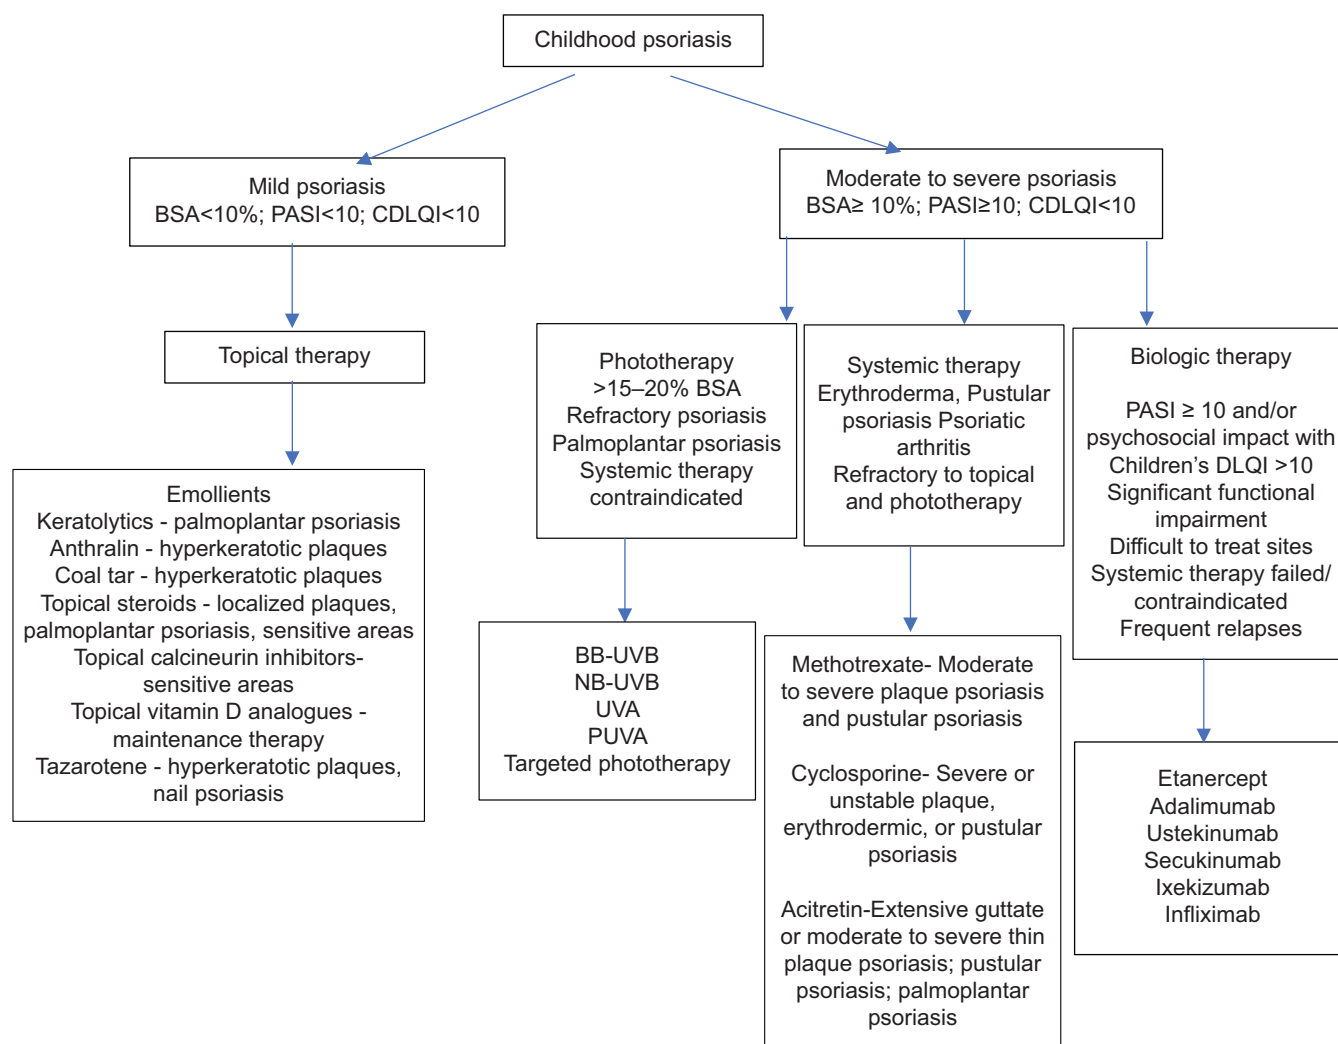 Childhood psoriasis
Mild psoriasis
BSA<10%; PASI<10; CDLQI<10
Moderate to severe psoriasis
BSA≥ 10%; PASI≥10; CDLQI<10
Topical therapy
Phototherapy
>15–20% BSA
Refractory psoriasis
Palmoplantar psoriasis
Systemic therapy
contraindicated
Systemic therapy
Erythroderma, Pustular
psoriasis Psoriatic
arthritis
Refractory to topical
and phototherapy
Biologic therapy
PASI ≥ 10 and/or
psychosocial impact with
Children's DLQI >10
Significant functional
impairment
Difficult to treat sites
Systemic therapy failed/
contraindicated
Frequent relapses
Emollients
Keratolytics - palmoplantar psoriasis
Anthralin - hyperkeratotic plaques
Coal tar - hyperkeratotic plaques
Topical steroids - localized plaques,
palmoplantar psoriasis, sensitive areas
Topical calcineurin inhibitors-
sensitive areas
Topical vitamin D analogues -
maintenance therapy
Tazarotene - hyperkeratotic plaques,
nail psoriasis
BB-UVB
NB-UVB
UVA
PUVA
Targeted phototherapy
Methotrexate- Moderate
to severe plaque psoriasis
and pustular psoriasis
Cyclosporine- Severe or
unstable plaque,
erythrodermic, or pustular
psoriasis
Acitretin-Extensive guttate
or moderate to severe thin
plaque psoriasis; pustular
psoriasis; palmoplantar
psoriasis
Etanercept
Adalimumab
Ustekinumab
Secukinumab
Ixekizumab
Infliximab